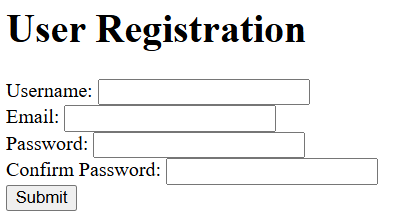 User Registration
Username:
Email:
Password:
Confirm Password:
Submit